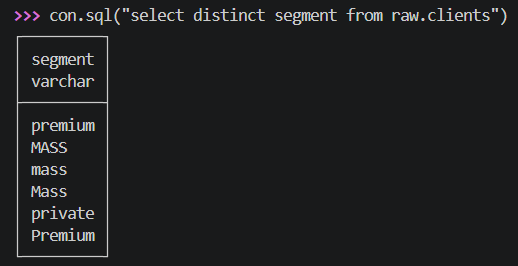 >>> con.sql("select distinct segment from raw.clients")
segment
varchar
premium
MASS
mass
Mass
private
Premium